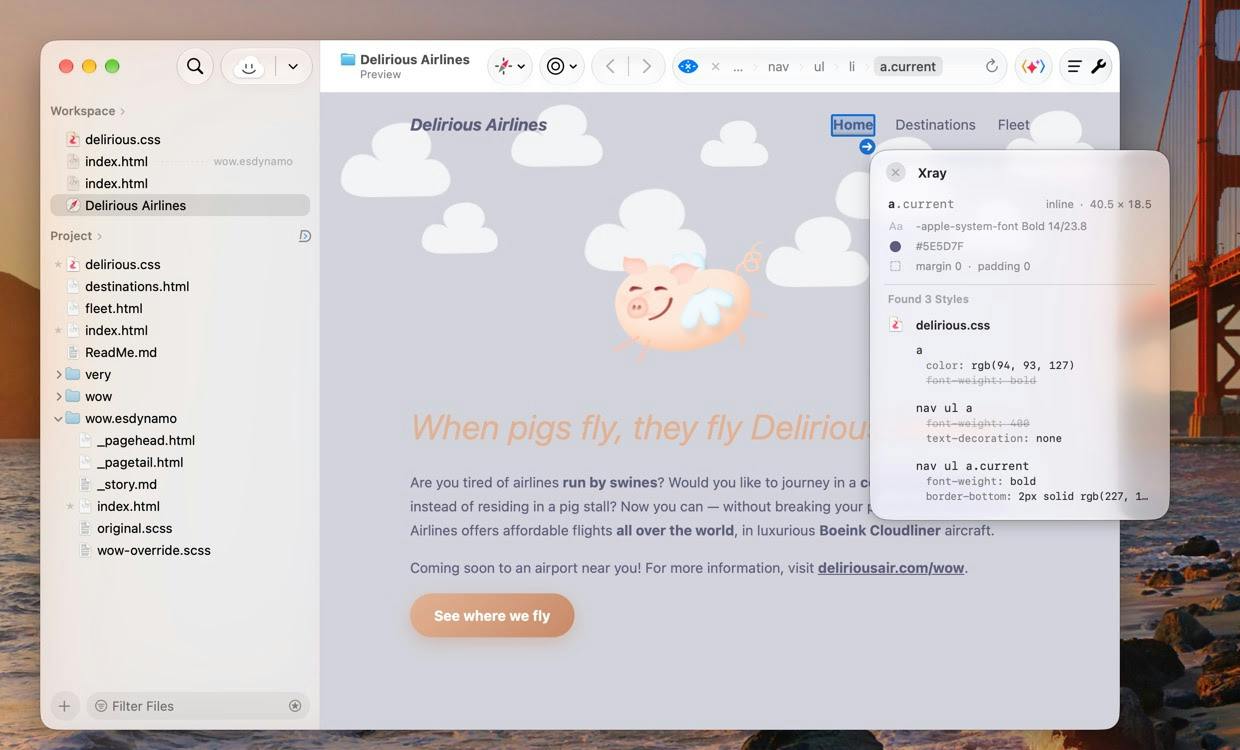 Delirious Airlines
Preview
... nav ul li a.current
Workspace
delirious.css
index.html wow.esdynamo
index.html
Delirious Airlines
Project
delirious.css
destinations.html
fleet.html
index.html
ReadMe.md
very
wow
wow.esdynamo
_pagehead.html
_pagetail.html
_story.md
index.html
original.scss
wow-override.scss
Filter Files
Delirious Airlines
Home Destinations Fleet
When pigs fly, they fly Delirious
Are you tired of airlines run by swines? Would you like to journey in a
instead of residing in a pig stall? Now you can — without breaking your
Airlines offers affordable flights all over the world, in luxurious Boeink Cloudliner aircraft.
Coming soon to an airport near you! For more information, visit deliriousair.com/wow.
See where we fly
Xray
a.current inline · 40.5 × 18.5
Aa -apple-system-font Bold 14/23.8
#5E5D7F
margin 0 · padding 0
Found 3 Styles
delirious.css
a
color: rgb(94, 93, 127)
font-weight: bold
nav ul a
font-weight: 400
text-decoration: none
nav ul a.current
font-weight: bold
border-bottom: 2px solid rgb(227, 1…